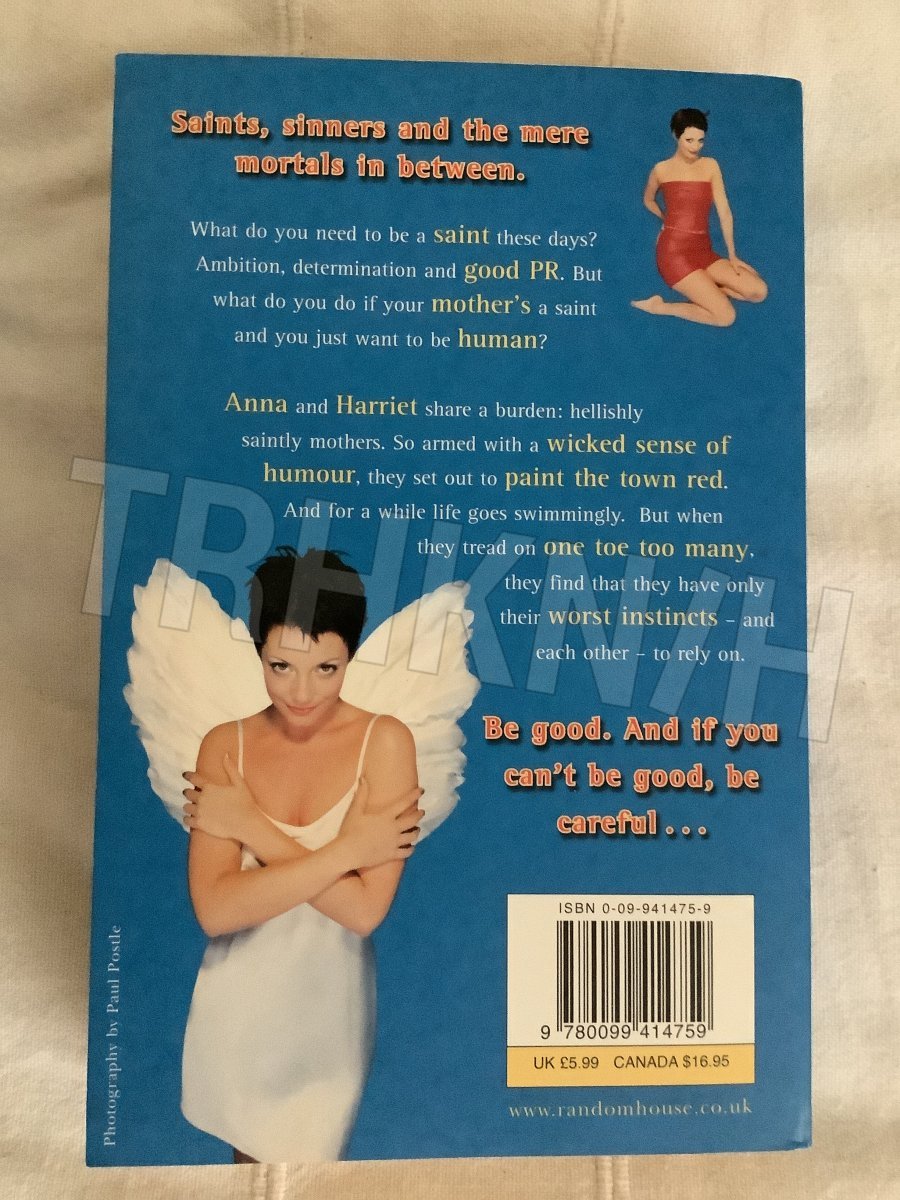 Saints, sinners and the mere
mortals in between.
What do you need to be a saint these days?
Ambition, determination and good PR. But
what do you do if your mother's a saint
and you just want to be human?
Anna and Harriet share a burden: hellishly
saintly mothers. So armed with a wicked sense of
humour, they set out to paint the town red.
And for a while life goes swimmingly. But when
they tread on one toe too many,
they find that they have only
their worst instincts – and
each other – to rely on.
Be good. And if you
can't be good, be
careful . . .
Photography by Paul Postle
ISBN 0-09-941475-9
9 780099 414759
UK £5.99 CANADA $16.95
www.randomhouse.co.uk
TRHKN/H